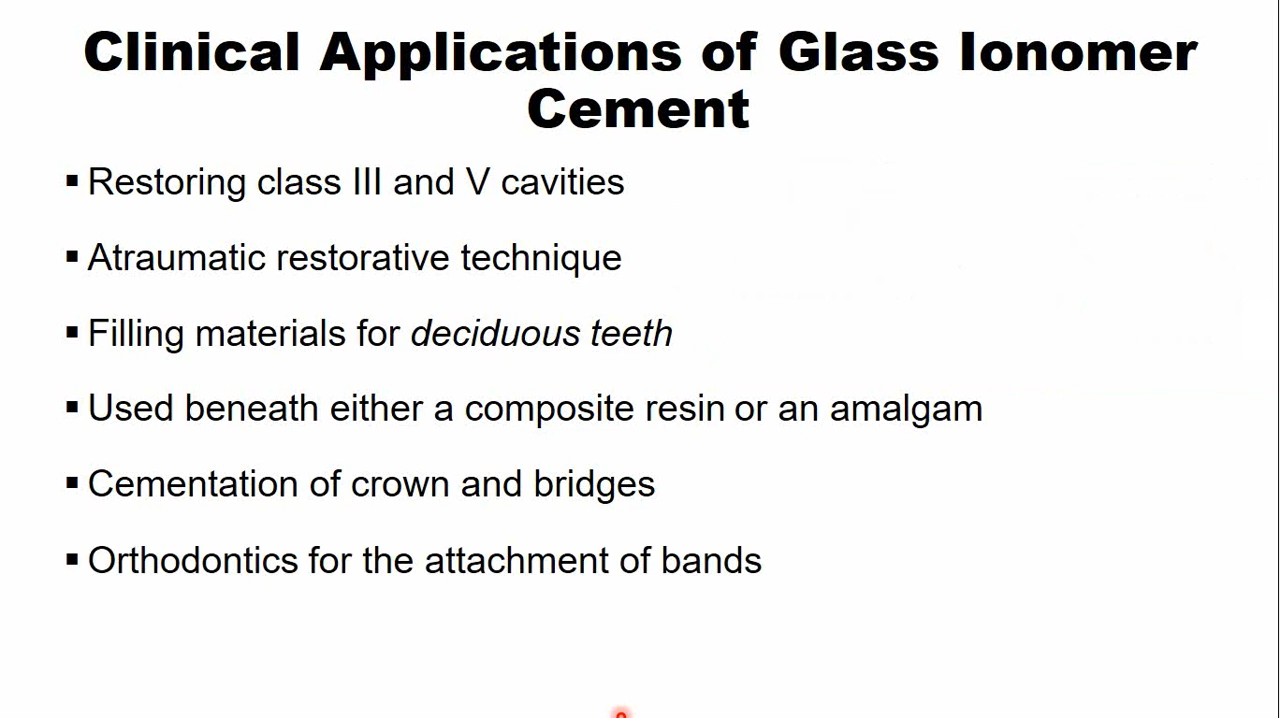 Clinical Applications of Glass Ionomer
Cement
▪ Restoring class III and V cavities
▪ Atraumatic restorative technique
▪ Filling materials for deciduous teeth
▪ Used beneath either a composite resin or an amalgam
▪ Cementation of crown and bridges
▪ Orthodontics for the attachment of bands